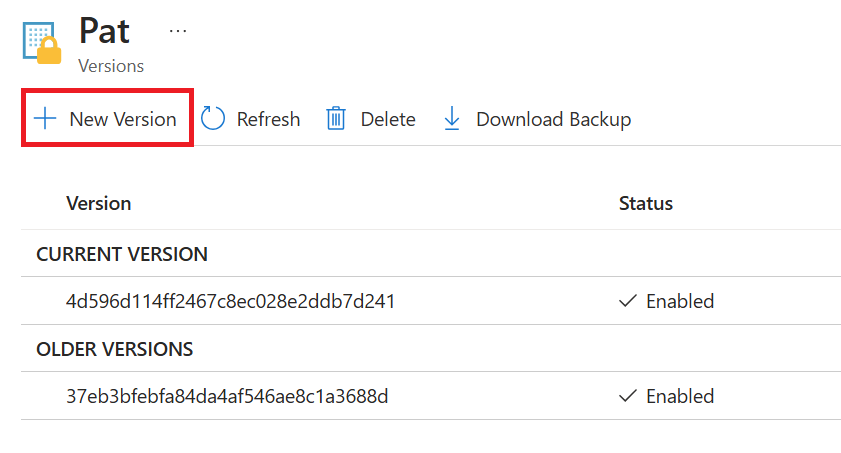 Pat ...
Versions
New Version Refresh Delete Download Backup
Version Status
CURRENT VERSION
4d596d114ff2467c8ec028e2ddb7d241 Enabled
OLDER VERSIONS
37eb3bfebfa84da4af546ae8c1a3688d Enabled